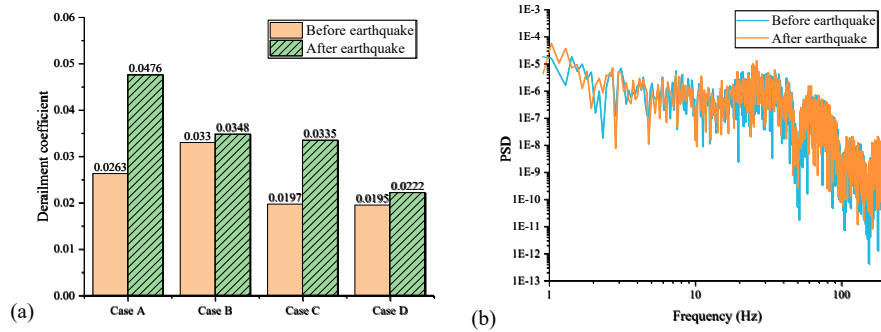 Before earthquake
After earthquake
Derailment coefficient
0.06
0.05
0.04
0.03
0.02
0.01
0.00
0.0263
0.0476
0.033
0.0348
0.0197
0.0335
0.0195
0.0222
Case A
Case B
Case C
Case D
(a)
Before earthquake
After earthquake
PSD
1E-3
1E-4
1E-5
1E-6
1E-7
1E-8
1E-9
1E-10
1E-11
1E-12
1E-13
1
10
100
Frequency (Hz)
(b)